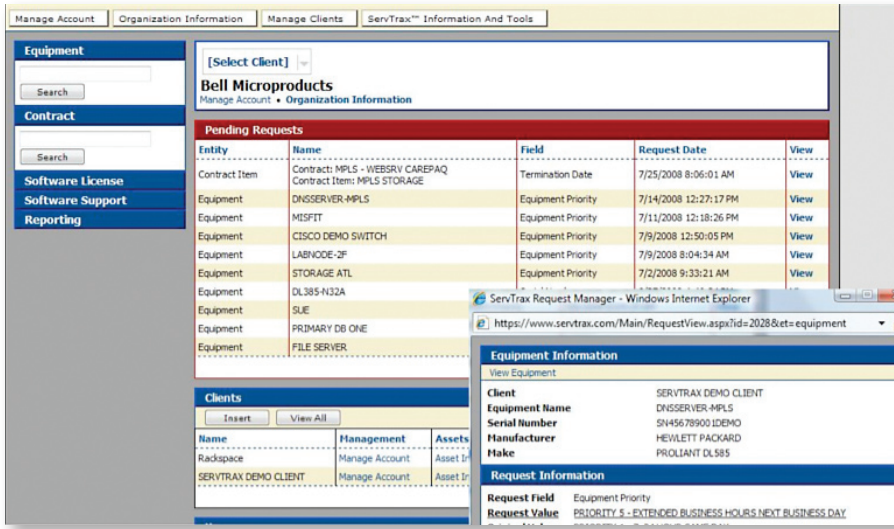 Manage Account
Organization Information
Manage Clients
ServTrax™ Information And Tools
Equipment
Search
Contract
Search
Software License
Software Support
Reporting
[Select Client]
Bell Microproducts
Manage Account • Organization Information
Pending Requests
Entity Name Field Request Date View
Contract Item Contract: MPLS - WEBSRV CAREPAQ
Contract Item: MPLS STORAGE Termination Date 7/25/2008 8:06:01 AM View
Equipment DNSSERVER-MPLS Equipment Priority 7/14/2008 12:27:17 PM View
Equipment MISFIT Equipment Priority 7/11/2008 12:18:26 PM View
Equipment CISCO DEMO SWITCH Equipment Priority 7/9/2008 12:50:05 PM View
Equipment LABNODE-2F Equipment Priority 7/9/2008 8:04:34 AM View
Equipment STORAGE ATL Equipment Priority 7/2/2008 9:33:21 AM View
Equipment DL385-N32A
Equipment SUE
Equipment PRIMARY DB ONE
Equipment FILE SERVER
Clients
Insert View All
Name Management Assets
Rackspace Manage Account Asset
SERVTRAX DEMO CLIENT Manage Account Asset
ServTrax Request Manager - Windows Internet Explorer
https://www.servtrax.com/Main/RequestView.aspx?id=2028&et=equipment
Equipment Information
View Equipment
Client SERVTRAX DEMO CLIENT
Equipment Name DNSSERVER-MPLS
Serial Number SN456789001DEMO
Manufacturer HEWLETT PACKARD
Make PROLIANT DL585
Request Information
Request Field Equipment Priority
Request Value PRIORITY 5 - EXTENDED BUSINESS HOURS NEXT BUSINESS DAY